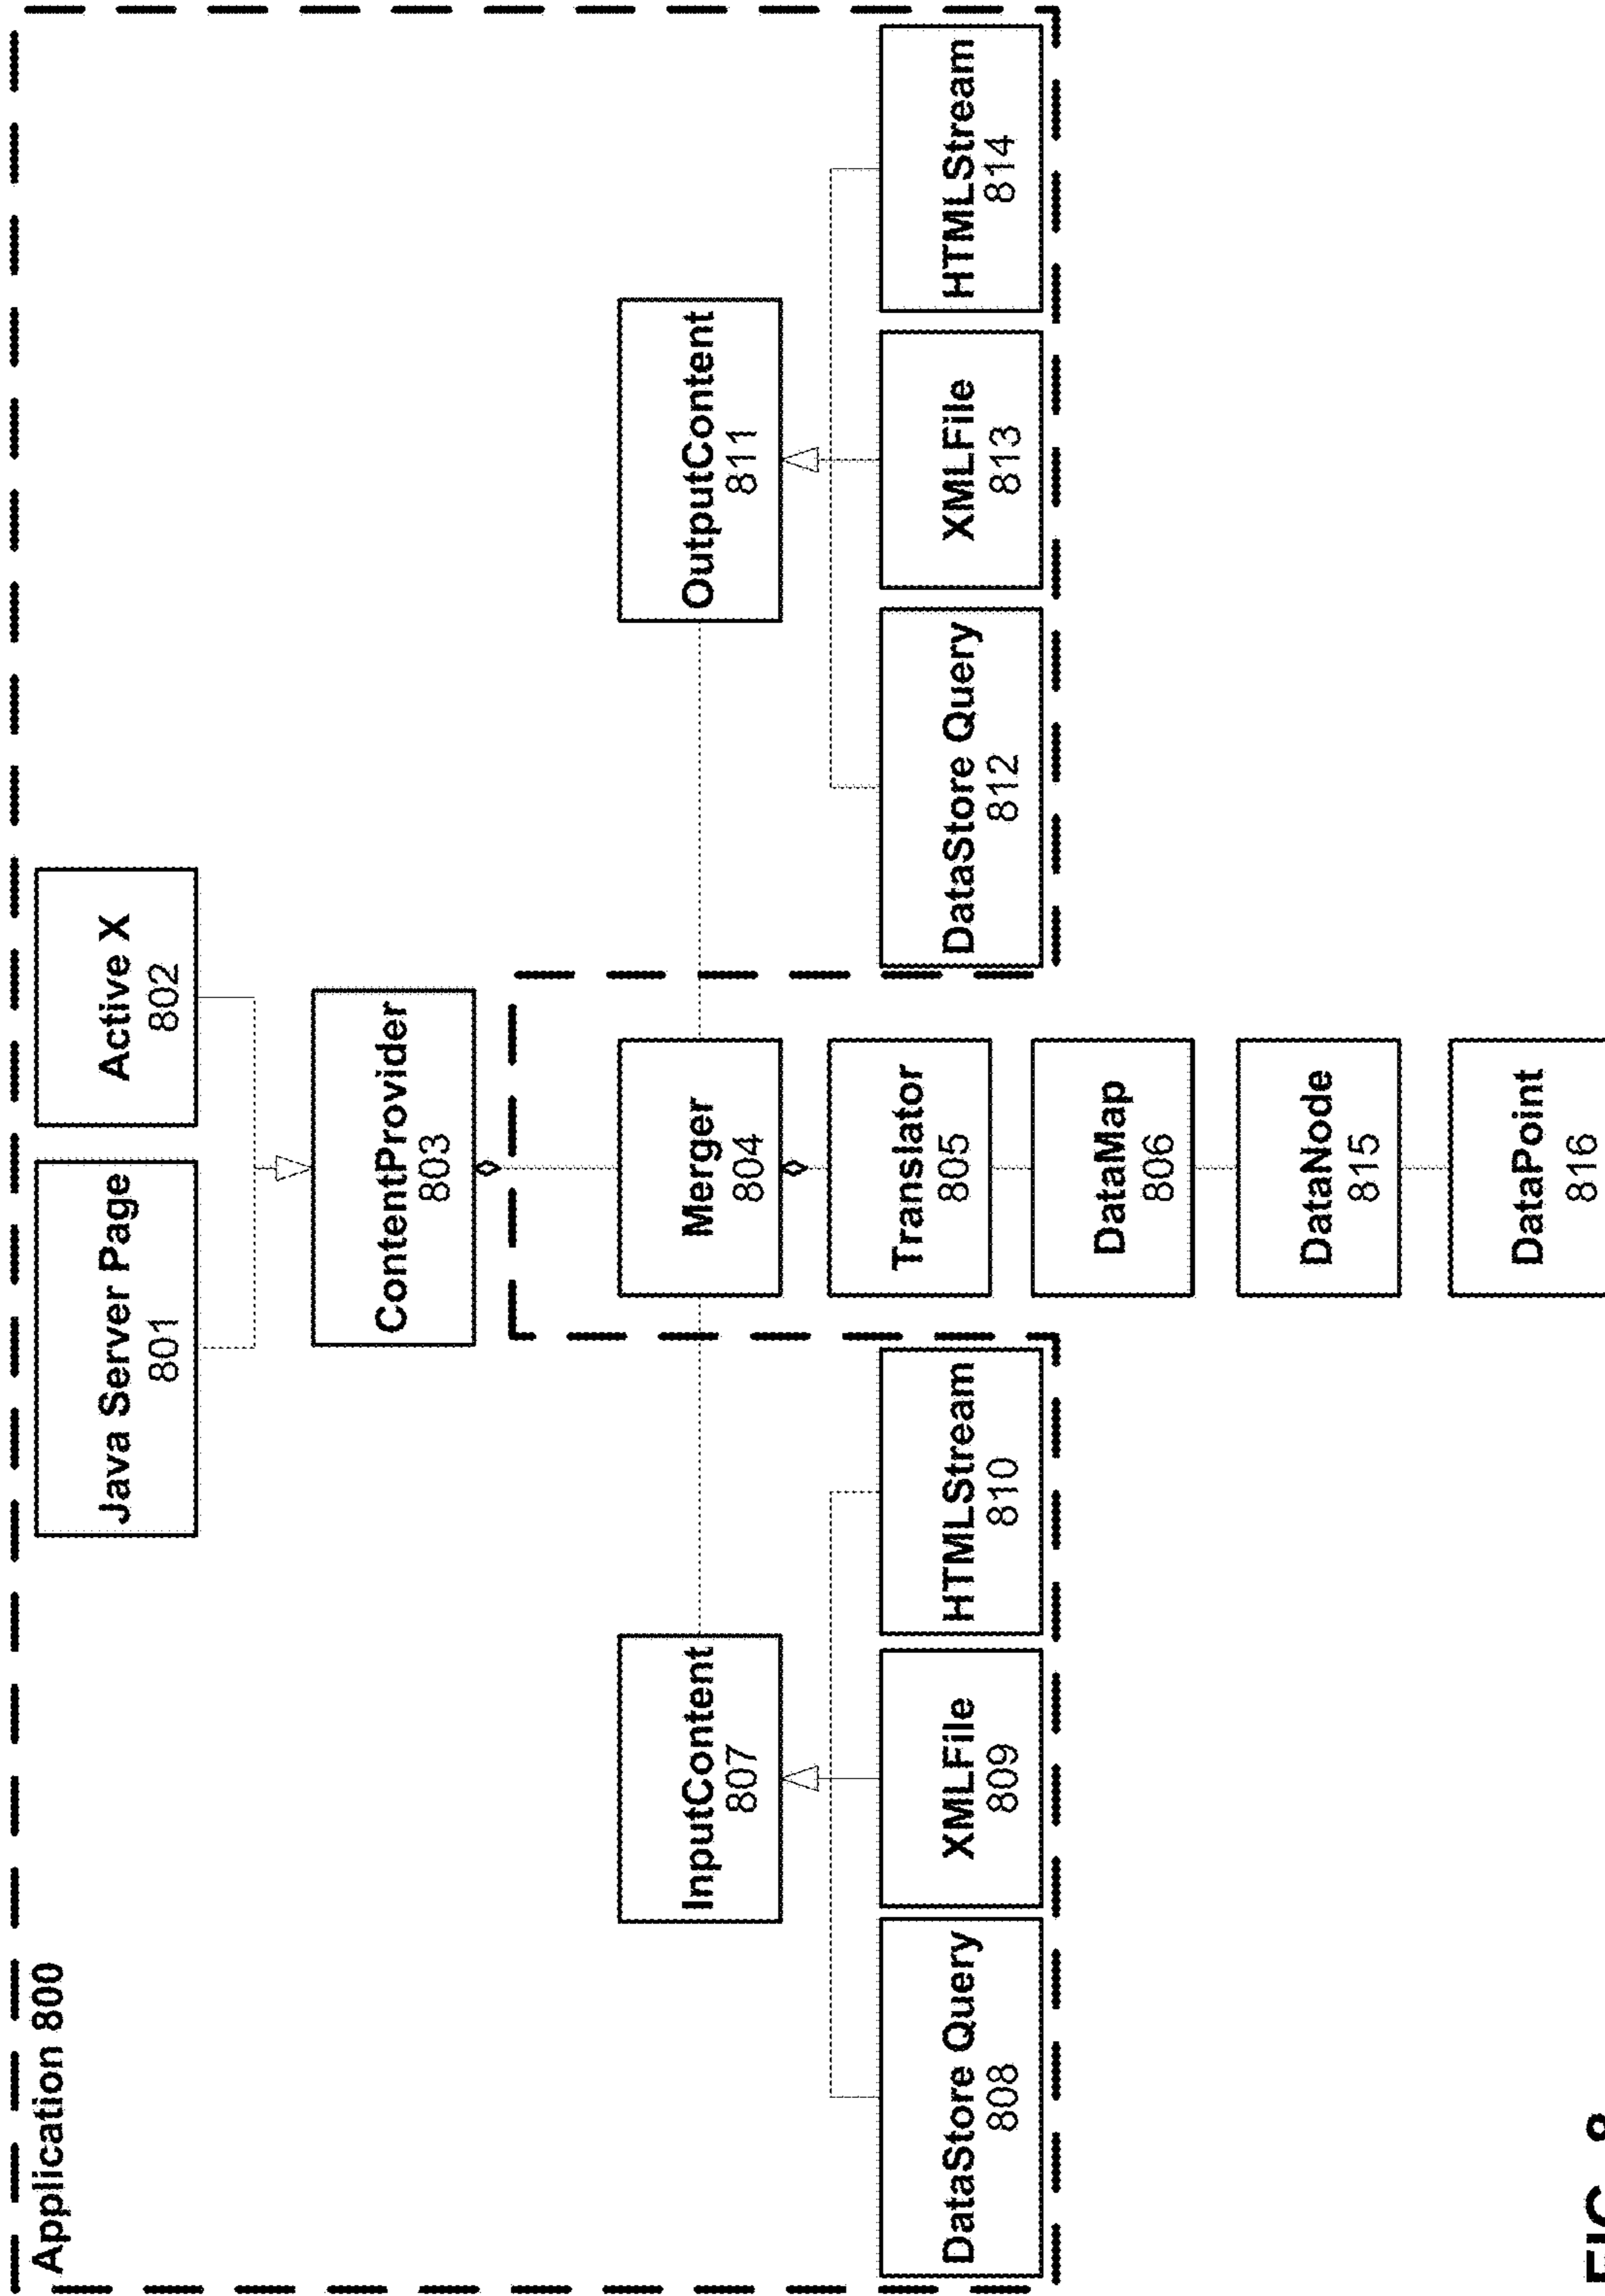 Application 800
Java Server Page
801
Active X
802
ContentProvider
803
InputContent
807
Merger
804
OutputContent
811
Translator
805
DataStore Query
808
XMLFile
809
HTMLStream
810
DataStore Query
812
XMLFile
813
HTMLStream
814
DataMap
806
DataNode
815
DataPoint
816
FIG. 8